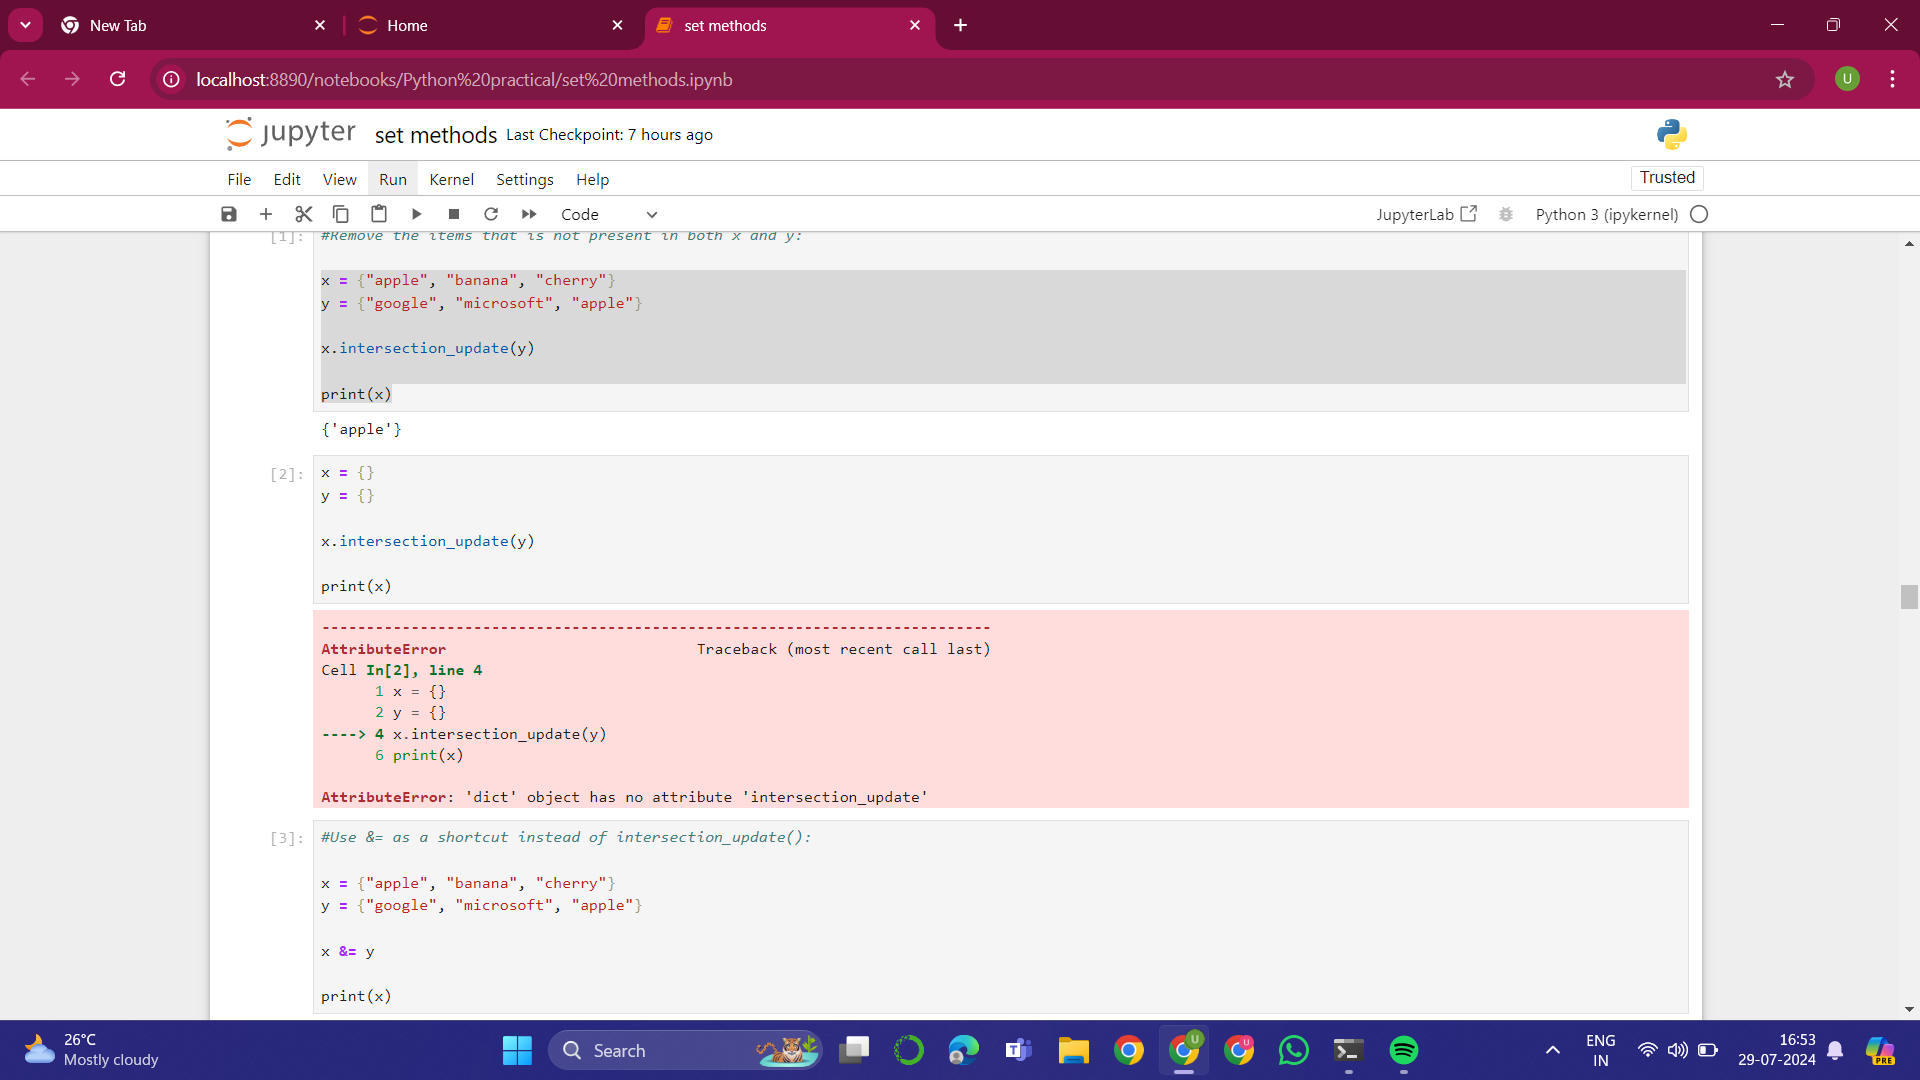 New Tab
Home
set methods
localhost:8890/notebooks/Python%20practical/set%20methods.ipynb
U
jupyter set methods Last Checkpoint: 7 hours ago
File Edit View Run Kernel Settings Help
Trusted
Code
JupyterLab
Python 3 (ipykernel)
[1]: #Remove the items that is not present in both x and y:
x = {"apple", "banana", "cherry"}
y = {"google", "microsoft", "apple"}
x.intersection_update(y)
print(x)
{'apple'}
[2]: x = {}
y = {}
x.intersection_update(y)
print(x)
---------------------------------------------------------------------------
AttributeError Traceback (most recent call last)
Cell In[2], line 4
1 x = {}
2 y = {}
----> 4 x.intersection_update(y)
6 print(x)
AttributeError: 'dict' object has no attribute 'intersection_update'
[3]: #Use &= as a shortcut instead of intersection_update():
x = {"apple", "banana", "cherry"}
y = {"google", "microsoft", "apple"}
x &= y
print(x)
26°C
Mostly cloudy
Search
U
U
ENG
IN
16:53
29-07-2024
PRE